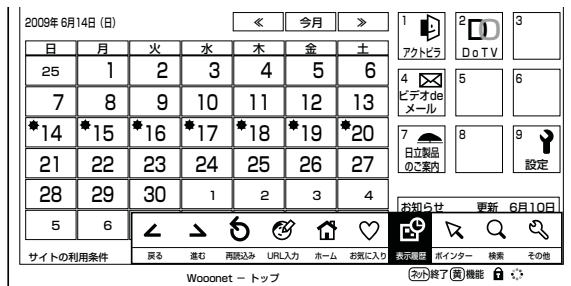 2009年 6月14日（日） ≪ 今月 ≫
日 月 火 水 木 金 土
25 1 2 3 4 5 6
7 8 9 10 11 12 13
14 15 16 17 18 19 20
21 22 23 24 25 26 27
28 29 30 1 2 3 4
5 6
サイトの利用条件
1 アクトビラ
2 DoTV
3
4 ビデオde
メール
5
6
7 日立製品
のご案内
8
9 設定
お知らせ 更新 6月10日
戻る 進む 再読込み URL入力 ホーム お気に入り 表示履歴 ポインター 検索 その他
Wooonet － トップ
ネット終了 黄機能